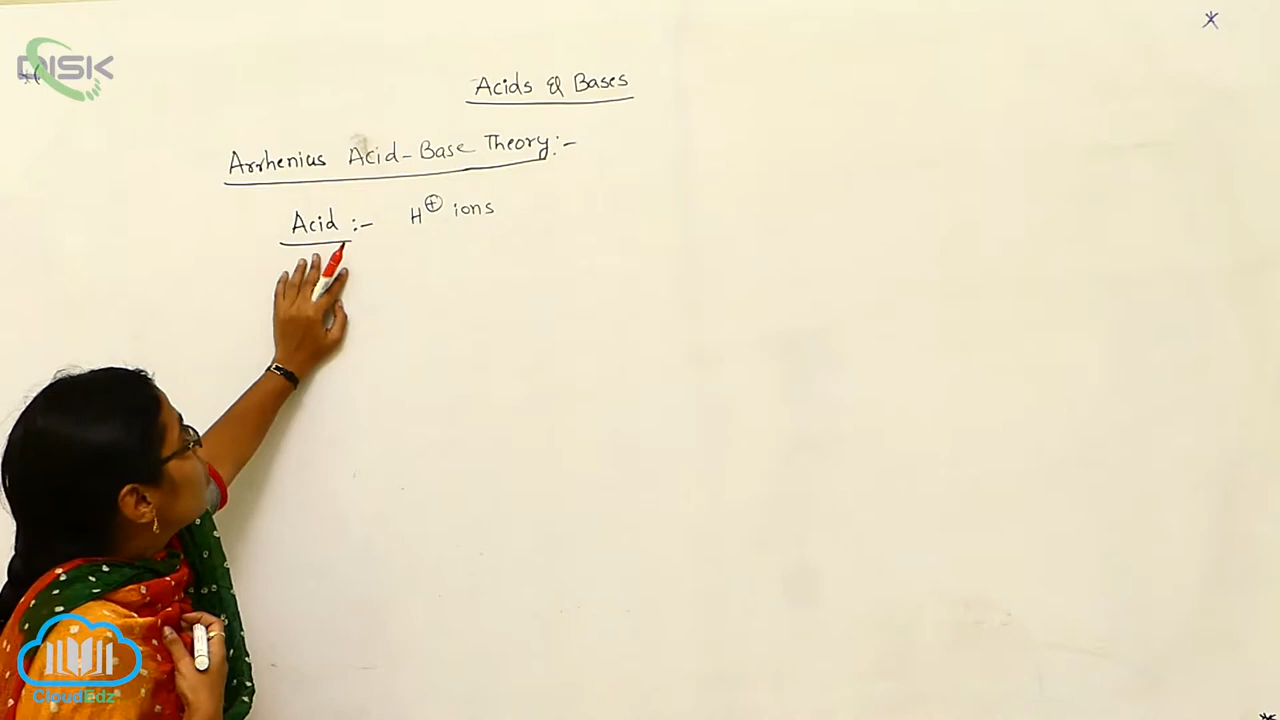 DISK
Acids & Bases
Arrhenius Acid-Base Theory:-
Acid :- H⊕ ions
CloudEdz